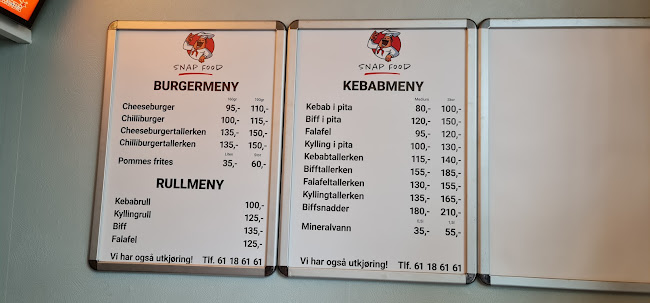 SNAP FOOD
BURGERMENY
Cheeseburger 95,- 110,-
Chilliburger 100,- 115,-
Cheeseburgertallerken 135,- 150,-
Chilliburgertallerken 135,- 150,-
Liten Stor
Pommes frites 35,- 60,-
RULLMENY
Kebabrull 100,-
Kyllingrull 125,-
Biff 135,-
Falafel 125,-
Vi har også utkjøring! Tlf. 61 18 61 61
SNAP FOOD
KEBABMENY
Medium Stor
Kebab i pita 80,- 100,-
Biff i pita 120,- 150,-
Falafel 95,- 120,-
Kylling i pita 100,- 130,-
Kebabtallerken 115,- 140,-
Bifftallerken 155,- 185,-
Falafeltallerken 130,- 155,-
Kyllingtallerken 135,- 165,-
Biffsnadder 180,- 210,-
Mineralvann 35,- 55,-
Vi har også utkjøring! Tlf. 61 18 61 61